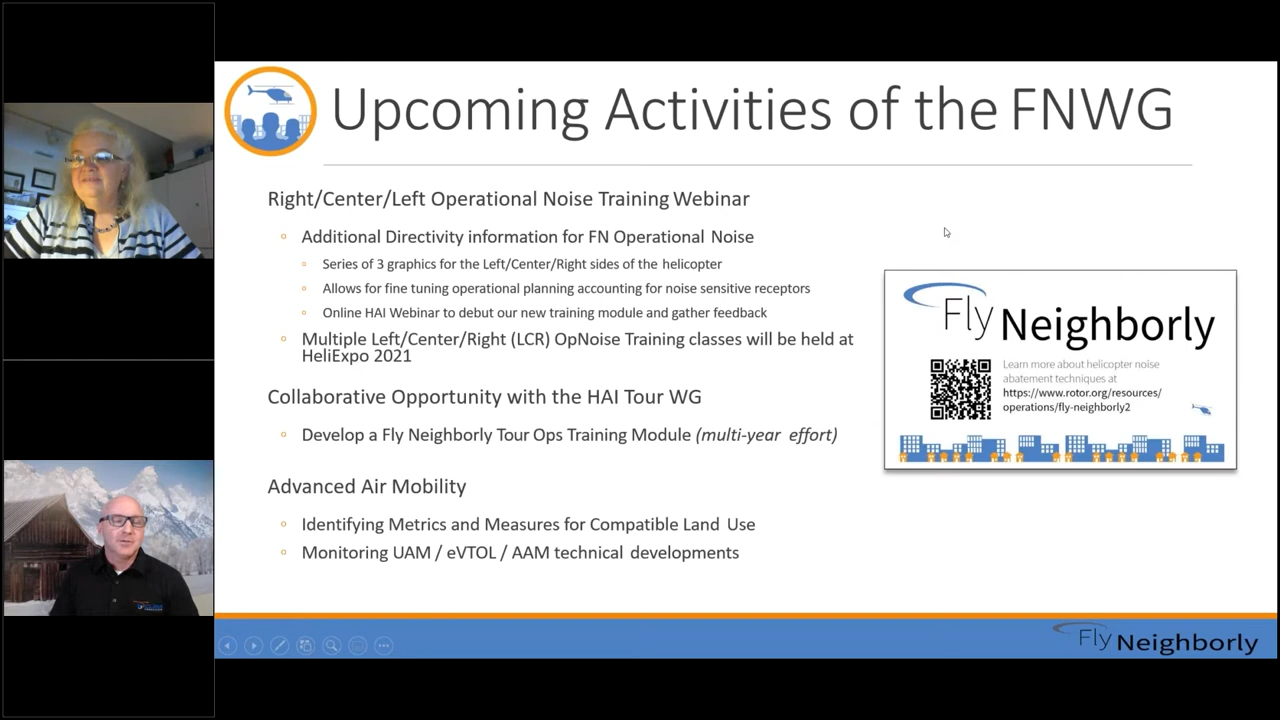 Upcoming Activities of the FNWG
Right/Center/Left Operational Noise Training Webinar
Additional Directivity information for FN Operational Noise
Series of 3 graphics for the Left/Center/Right sides of the helicopter
Allows for fine tuning operational planning accounting for noise sensitive receptors
Online HAI Webinar to debut our new training module and gather feedback
Multiple Left/Center/Right (LCR) OpNoise Training classes will be held at
HeliExpo 2021
Collaborative Opportunity with the HAI Tour WG
Develop a Fly Neighborly Tour Ops Training Module (multi-year effort)
Advanced Air Mobility
Identifying Metrics and Measures for Compatible Land Use
Monitoring UAM / eVTOL / AAM technical developments
Fly Neighborly
Learn more about helicopter noise
abatement techniques at
https://www.rotor.org/resources/
operations/fly-neighborly2
Fly Neighborly